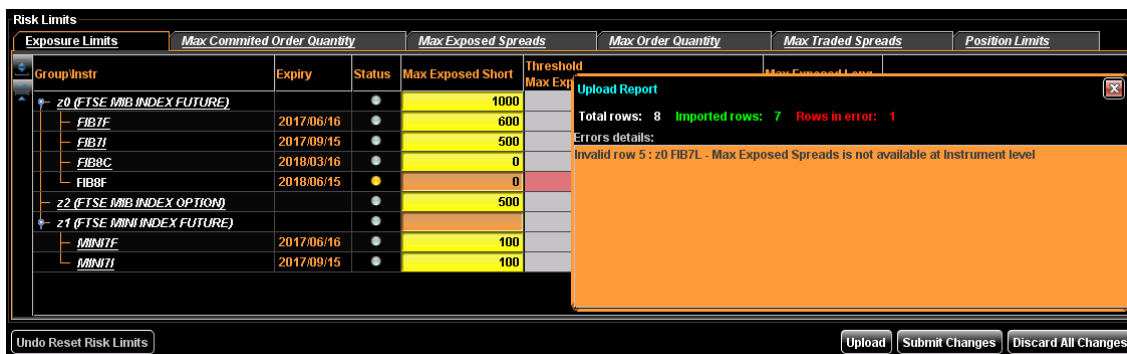 Risk Limits
Exposure Limits Max Commited Order Quantity Max Exposed Spreads Max Order Quantity Max Traded Spreads Position Limits
Group\Instr Expiry Status Max Exposed Short Threshold
Max Exp
Upload Report
z0 (FTSE MIB INDEX FUTURE) 1000
Total rows: 8 Imported rows: 7 Rows in error: 1
FIB7F 2017/06/16 600
Errors details:
FIB7I 2017/09/15 500
Invalid row 5 : z0 FIB7L - Max Exposed Spreads is not available at Instrument level
FIB8C 2018/03/16 0
FIB8F 2018/06/15 0
z2 (FTSE MIB INDEX OPTION) 500
z1 (FTSE MINI INDEX FUTURE)
MINI7F 2017/06/16 100
MINI7I 2017/09/15 100
Undo Reset Risk Limits Upload Submit Changes Discard All Changes